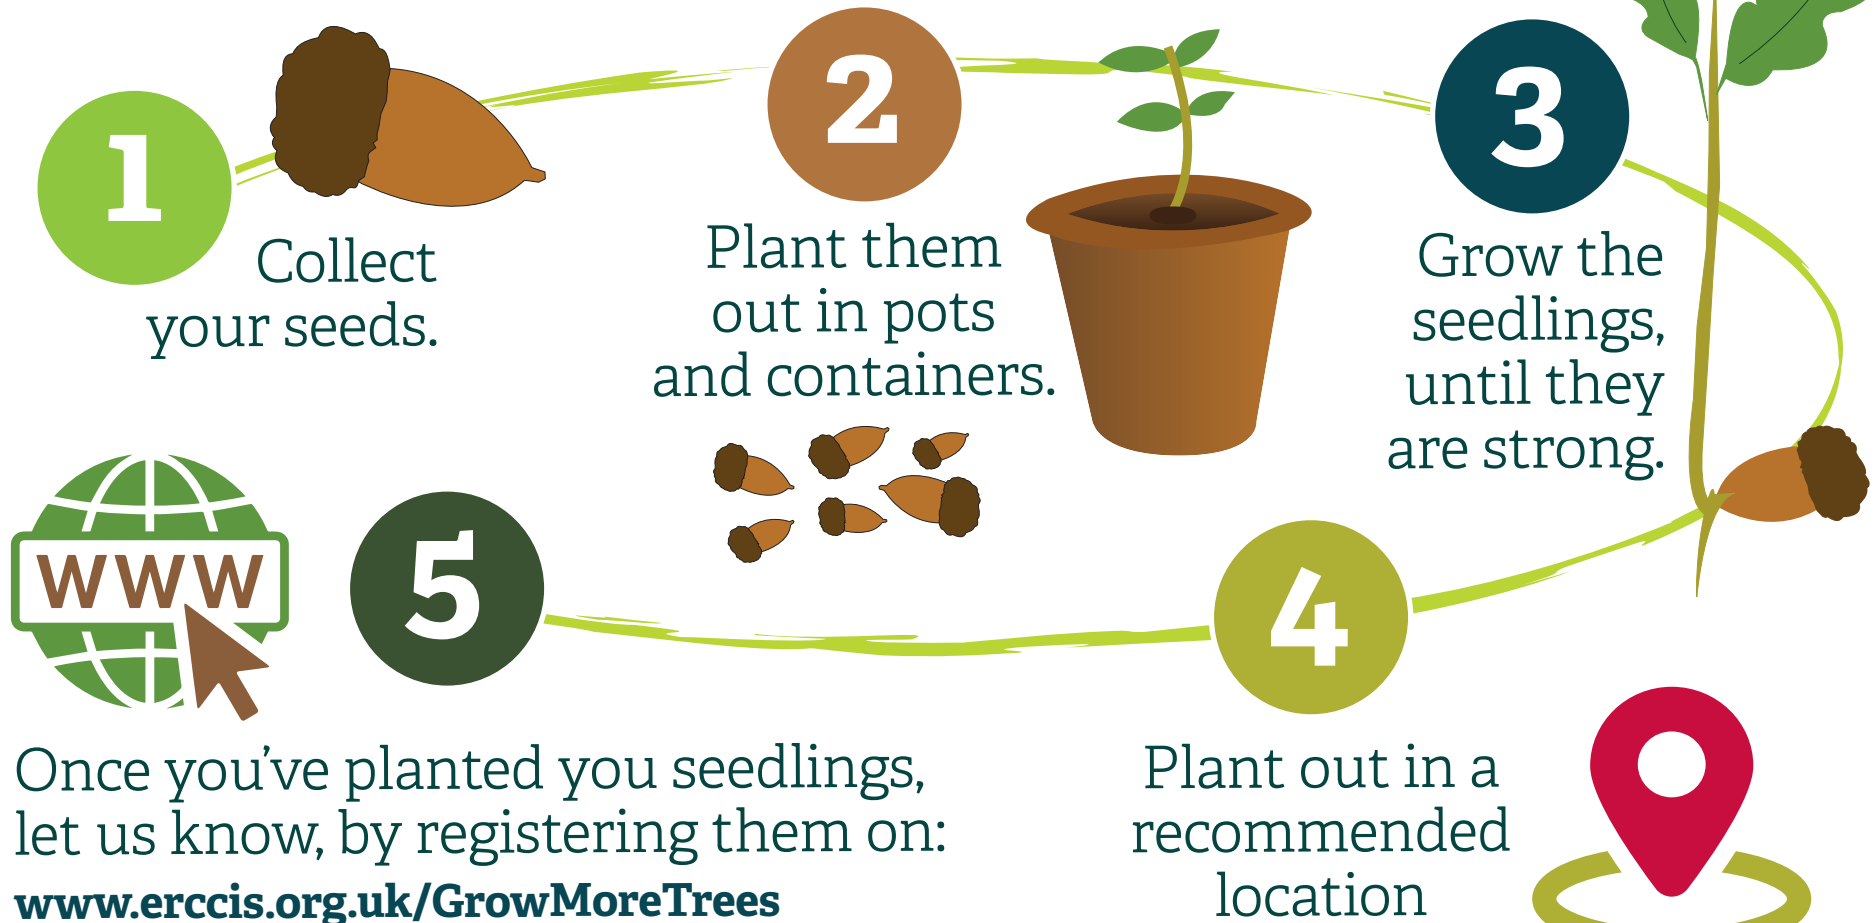 1
Collect
your seeds.
2
Plant them
out in pots
and containers.
3
Grow the
seedlings,
until they
are strong.
4
Plant out in a
recommended
location
5
WWW
Once you've planted you seedlings,
let us know, by registering them on:
www.erccis.org.uk/GrowMoreTrees